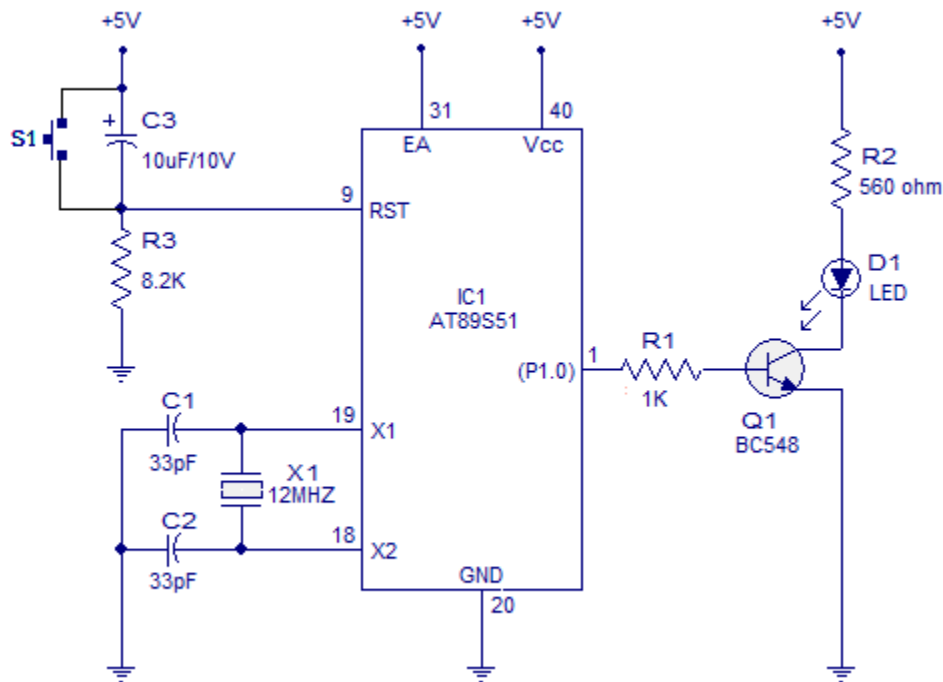 +5V
+5V
+5V
+5V
S1
+
C3
10uF/10V
31
EA
40
Vcc
R2
560 ohm
9
RST
R3
8.2K
D1
LED
IC1
AT89S51
(P1.0)
1
R1
1K
Q1
BC548
C1
33pF
19
X1
X1
12MHZ
C2
33pF
18
X2
GND
20